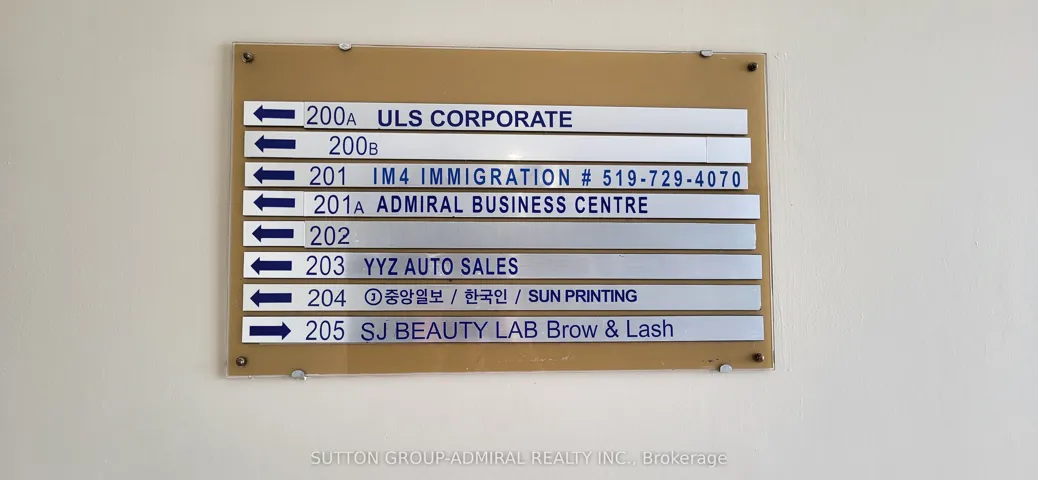 ← 200A ULS CORPORATE
← 200B
← 201 IM4 IMMIGRATION # 519-729-4070
← 201A ADMIRAL BUSINESS CENTRE
← 202
← 203 YYZ AUTO SALES
← 204 Ⓙ중앙일보 / 한국인 / SUN PRINTING
→ 205 SJ BEAUTY LAB Brow & Lash
SUTTON GROUP-ADMIRAL REALTY INC., Brokerage